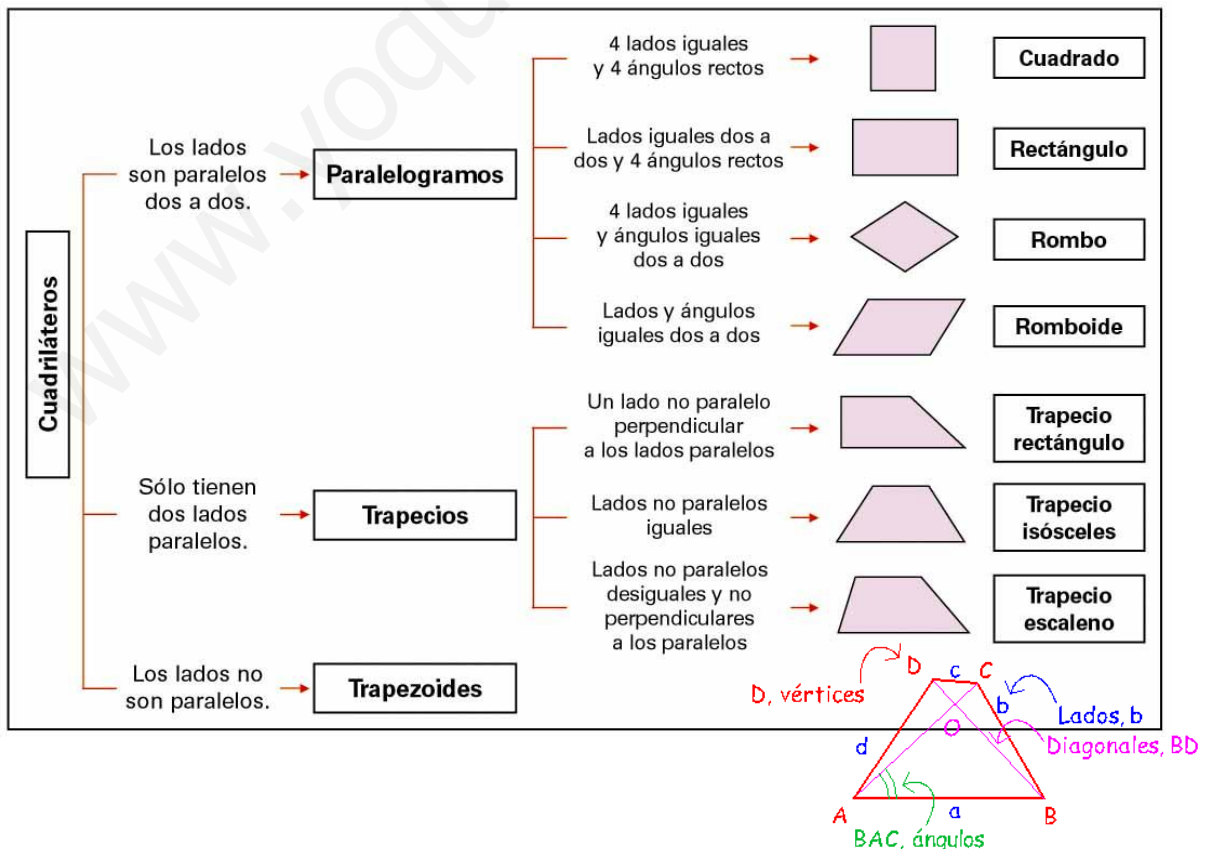 www.yoqu
Cuadriláteros
Los lados
son paralelos
dos a dos.
Paralelogramos
4 lados iguales
y 4 ángulos rectos
Cuadrado
Lados iguales dos a
dos y 4 ángulos rectos
Rectángulo
4 lados iguales
y ángulos iguales
dos a dos
Rombo
Lados y ángulos
iguales dos a dos
Romboide
Sólo tienen
dos lados
paralelos.
Trapecios
Un lado no paralelo
perpendicular
a los lados paralelos
Trapecio
rectángulo
Lados no paralelos
iguales
Trapecio
isósceles
Lados no paralelos
desiguales y no
perpendiculares
a los paralelos
Trapecio
escaleno
Los lados no
son paralelos.
Trapezoides
D, vértices
D
c
C
b
Lados, b
O
d
Diagonales, BD
A
a
B
BAC, ángulos